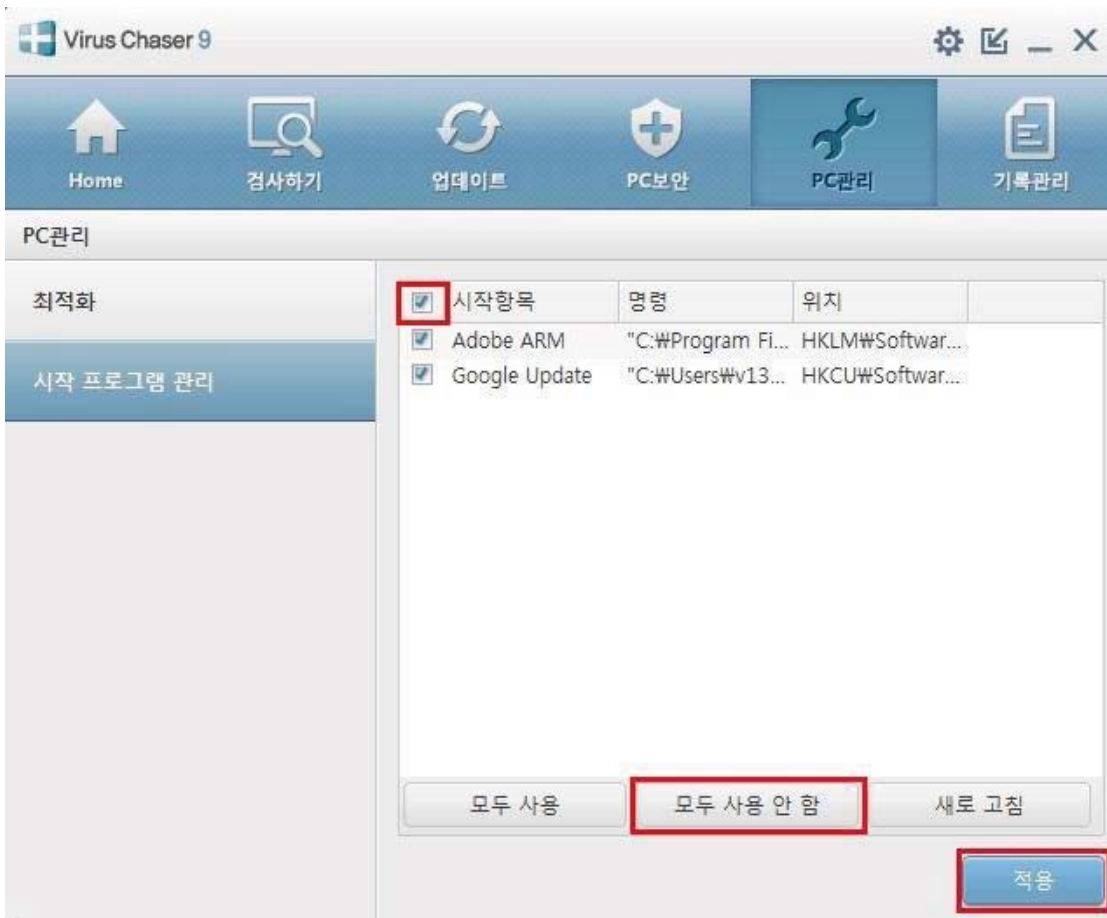 Virus Chaser 9
Home 검사하기 업데이트 PC보안 PC관리 기록관리
PC관리
최적화
시작 프로그램 관리
시작항목 명령 위치
Adobe ARM "C:₩Program Fi... HKLM₩Softwar...
Google Update "C:₩Users₩v13... HKCU₩Softwar...
모두 사용 모두 사용 안 함 새로 고침
적용